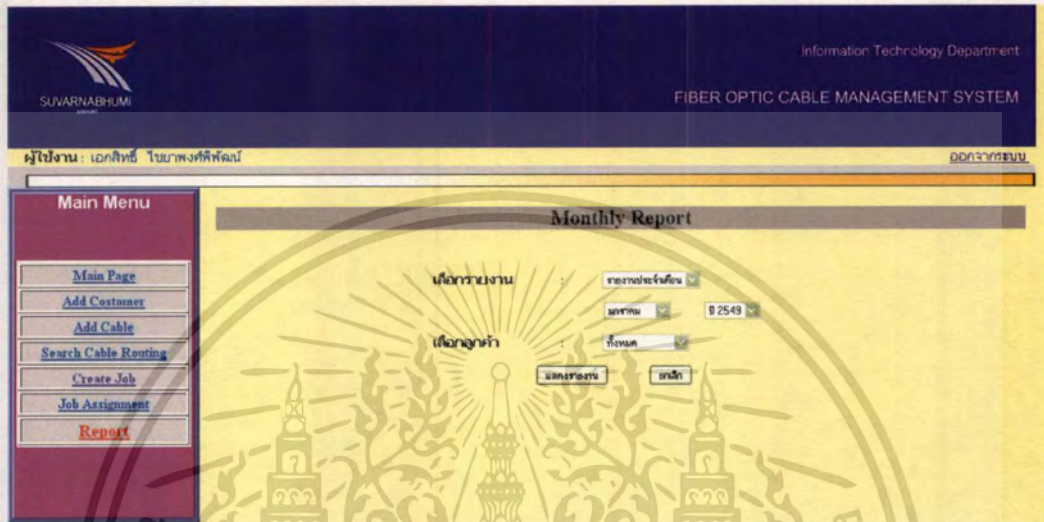 Information Technology Department
SUVARNABHUMI
AIRPORT
FIBER OPTIC CABLE MANAGEMENT SYSTEM
ผู้ใช้งาน : เอกสิทธิ์ ไชยาพงศ์พิพัฒน์
ออกจากระบบ
Main Menu
Monthly Report
Main Page
Add Costomer
Add Cable
Search Cable Routing
Create Job
Job Assignment
Report
เลือกรายงาน : รายงานประจำเดือน
มกราคม ปี 2549
เลือกลูกค้า : ทั้งหมด
แสดงรายงาน ยกเลิก